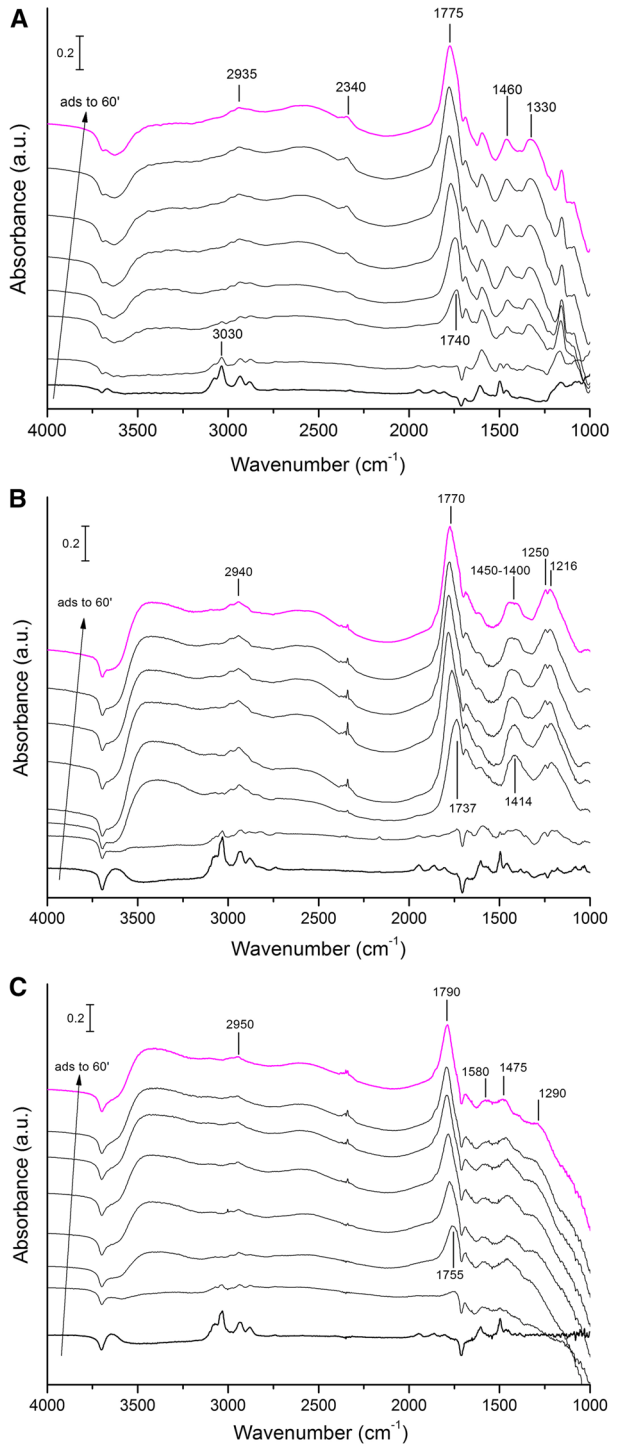 A
1775
0.2
2935
2340
ads to 60'
1460
1330
Absorbance (a.u.)
1740
3030
4000 3500 3000 2500 2000 1500 1000
Wavenumber (cm-1)
B
1770
0.2
1250
1216
2940
1450-1400
ads to 60'
Absorbance (a.u.)
1737
1414
4000 3500 3000 2500 2000 1500 1000
Wavenumber (cm-1)
C
1790
0.2
2950
1580
1475
ads to 60'
1290
Absorbance (a.u.)
1755
4000 3500 3000 2500 2000 1500 1000
Wavenumber (cm-1)